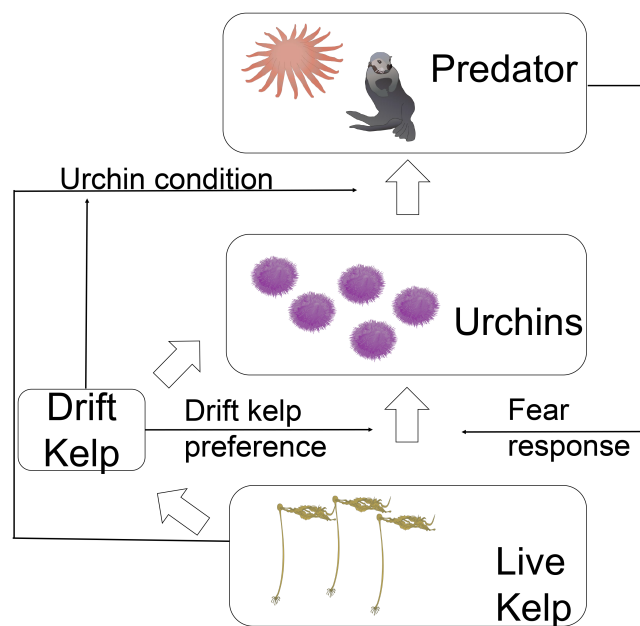 Predator
Urchin condition
Urchins
Drift
Kelp
Drift kelp
preference
Fear
response
Live
Kelp